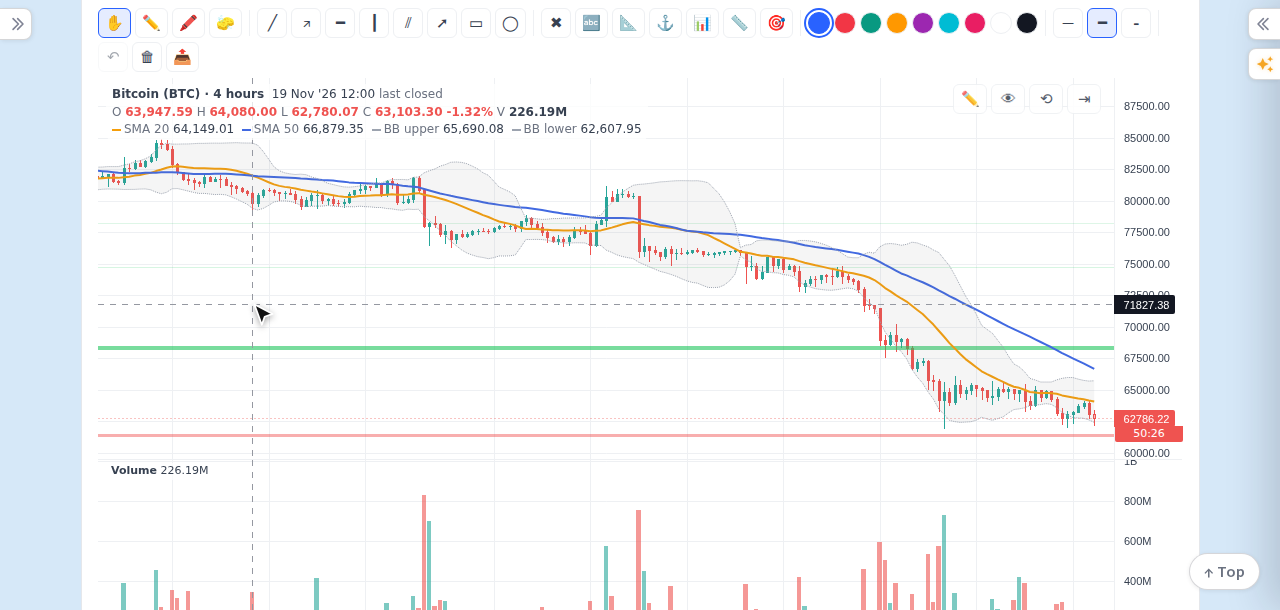 abc
Bitcoin (BTC) · 4 hours 19 Nov '26 12:00 last closed
O 63,947.59 H 64,080.00 L 62,780.07 C 63,103.30 -1.32% V 226.19M
SMA 20 64,149.01 SMA 50 66,879.35 BB upper 65,690.08 BB lower 62,607.95
87500.00
85000.00
82500.00
80000.00
77500.00
75000.00
72500.00
71827.38
70000.00
67500.00
65000.00
62786.22
50:26
60000.00
1B
Volume 226.19M
800M
600M
400M
↑ Top